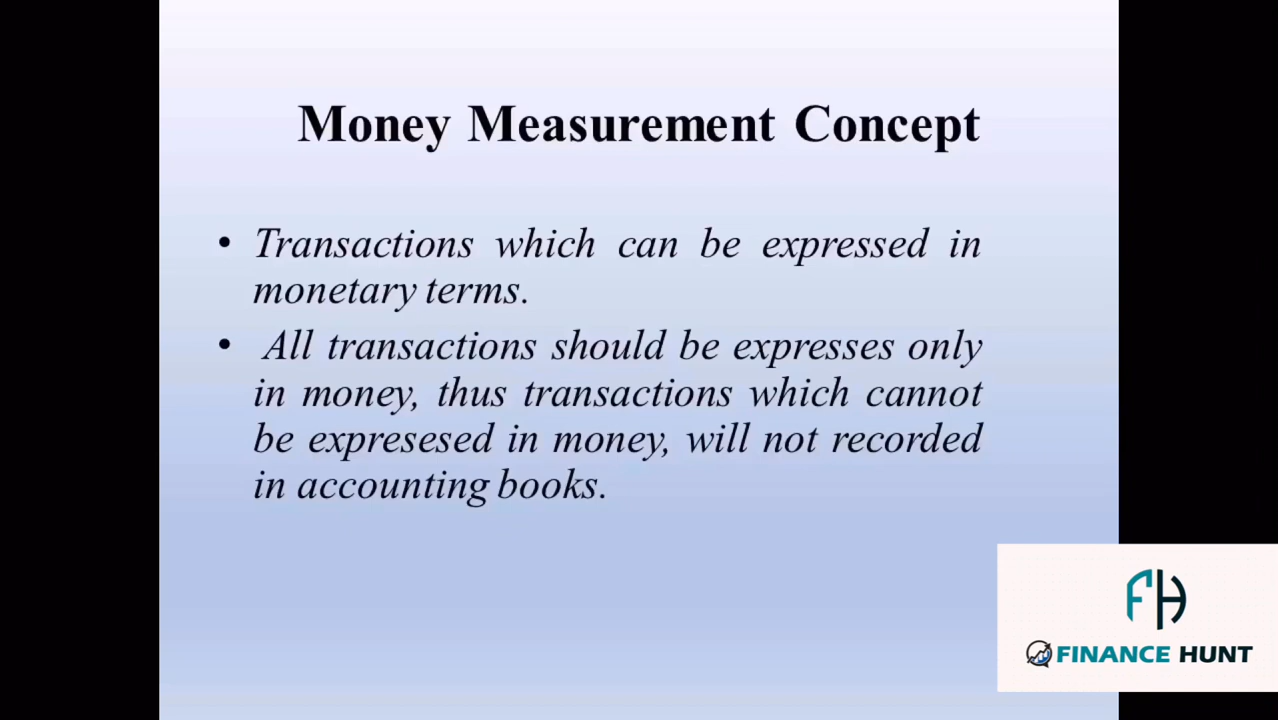 Money Measurement Concept
• Transactions which can be expressed in
monetary terms.
• All transactions should be expresses only
in money, thus transactions which cannot
be expresesed in money, will not recorded
in accounting books.
FH
FINANCE HUNT